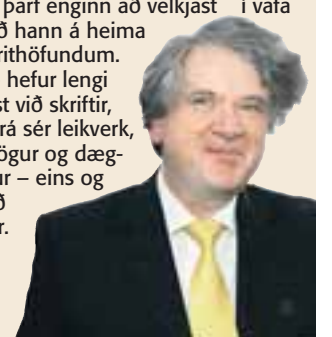 þarf enginn að velkjast í vafa
ð hann á heima
rithöfundum.
hefur lengi
st við skriftir,
rá sér leikverk,
ögur og dæg-
ur – eins og
ð
r.